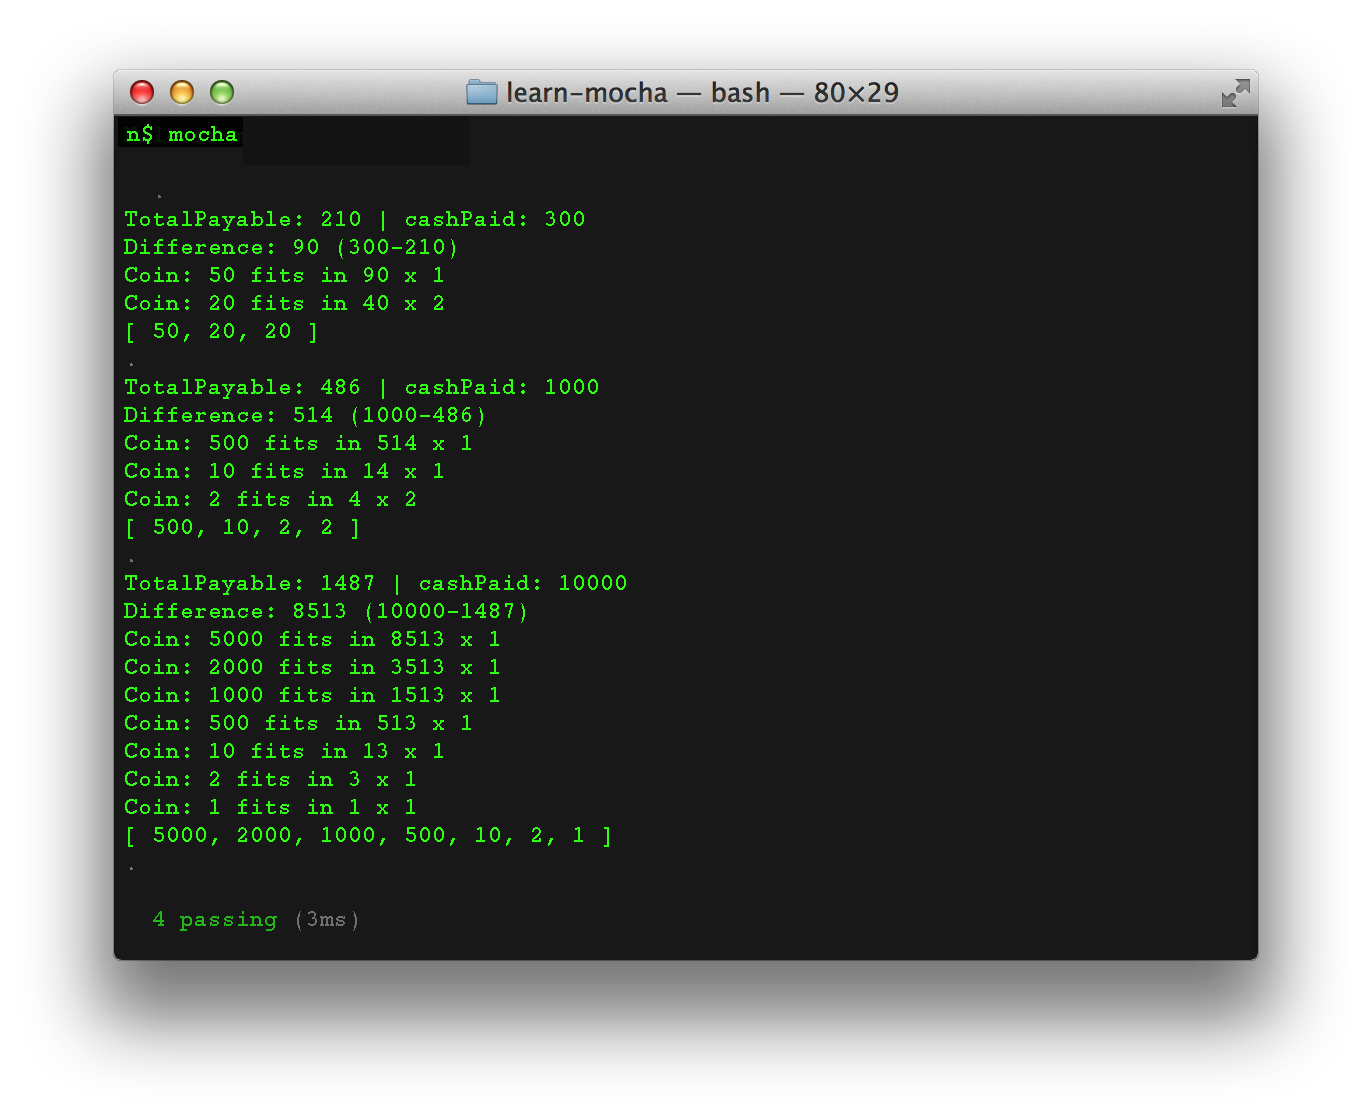 learn-mocha — bash — 80×29
n$ mocha
.
TotalPayable: 210 | cashPaid: 300
Difference: 90 (300-210)
Coin: 50 fits in 90 x 1
Coin: 20 fits in 40 x 2
[ 50, 20, 20 ]
.
TotalPayable: 486 | cashPaid: 1000
Difference: 514 (1000-486)
Coin: 500 fits in 514 x 1
Coin: 10 fits in 14 x 1
Coin: 2 fits in 4 x 2
[ 500, 10, 2, 2 ]
.
TotalPayable: 1487 | cashPaid: 10000
Difference: 8513 (10000-1487)
Coin: 5000 fits in 8513 x 1
Coin: 2000 fits in 3513 x 1
Coin: 1000 fits in 1513 x 1
Coin: 500 fits in 513 x 1
Coin: 10 fits in 13 x 1
Coin: 2 fits in 3 x 1
Coin: 1 fits in 1 x 1
[ 5000, 2000, 1000, 500, 10, 2, 1 ]
.
4 passing (3ms)